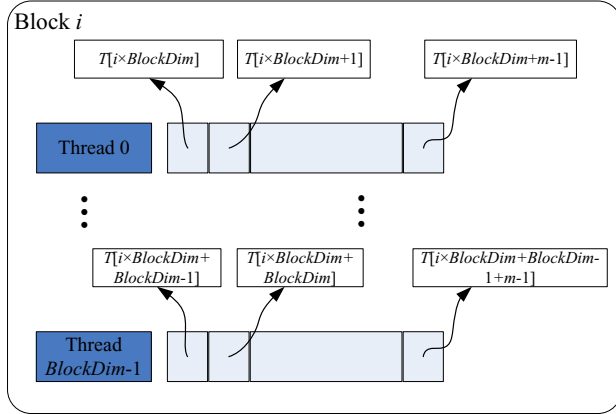 Block i
T[i×BlockDim]
T[i×BlockDim+1]
T[i×BlockDim+m-1]
Thread 0
T[i×BlockDim+
BlockDim-1]
T[i×BlockDim+
BlockDim]
T[i×BlockDim+BlockDim-
1+m-1]
Thread
BlockDim-1